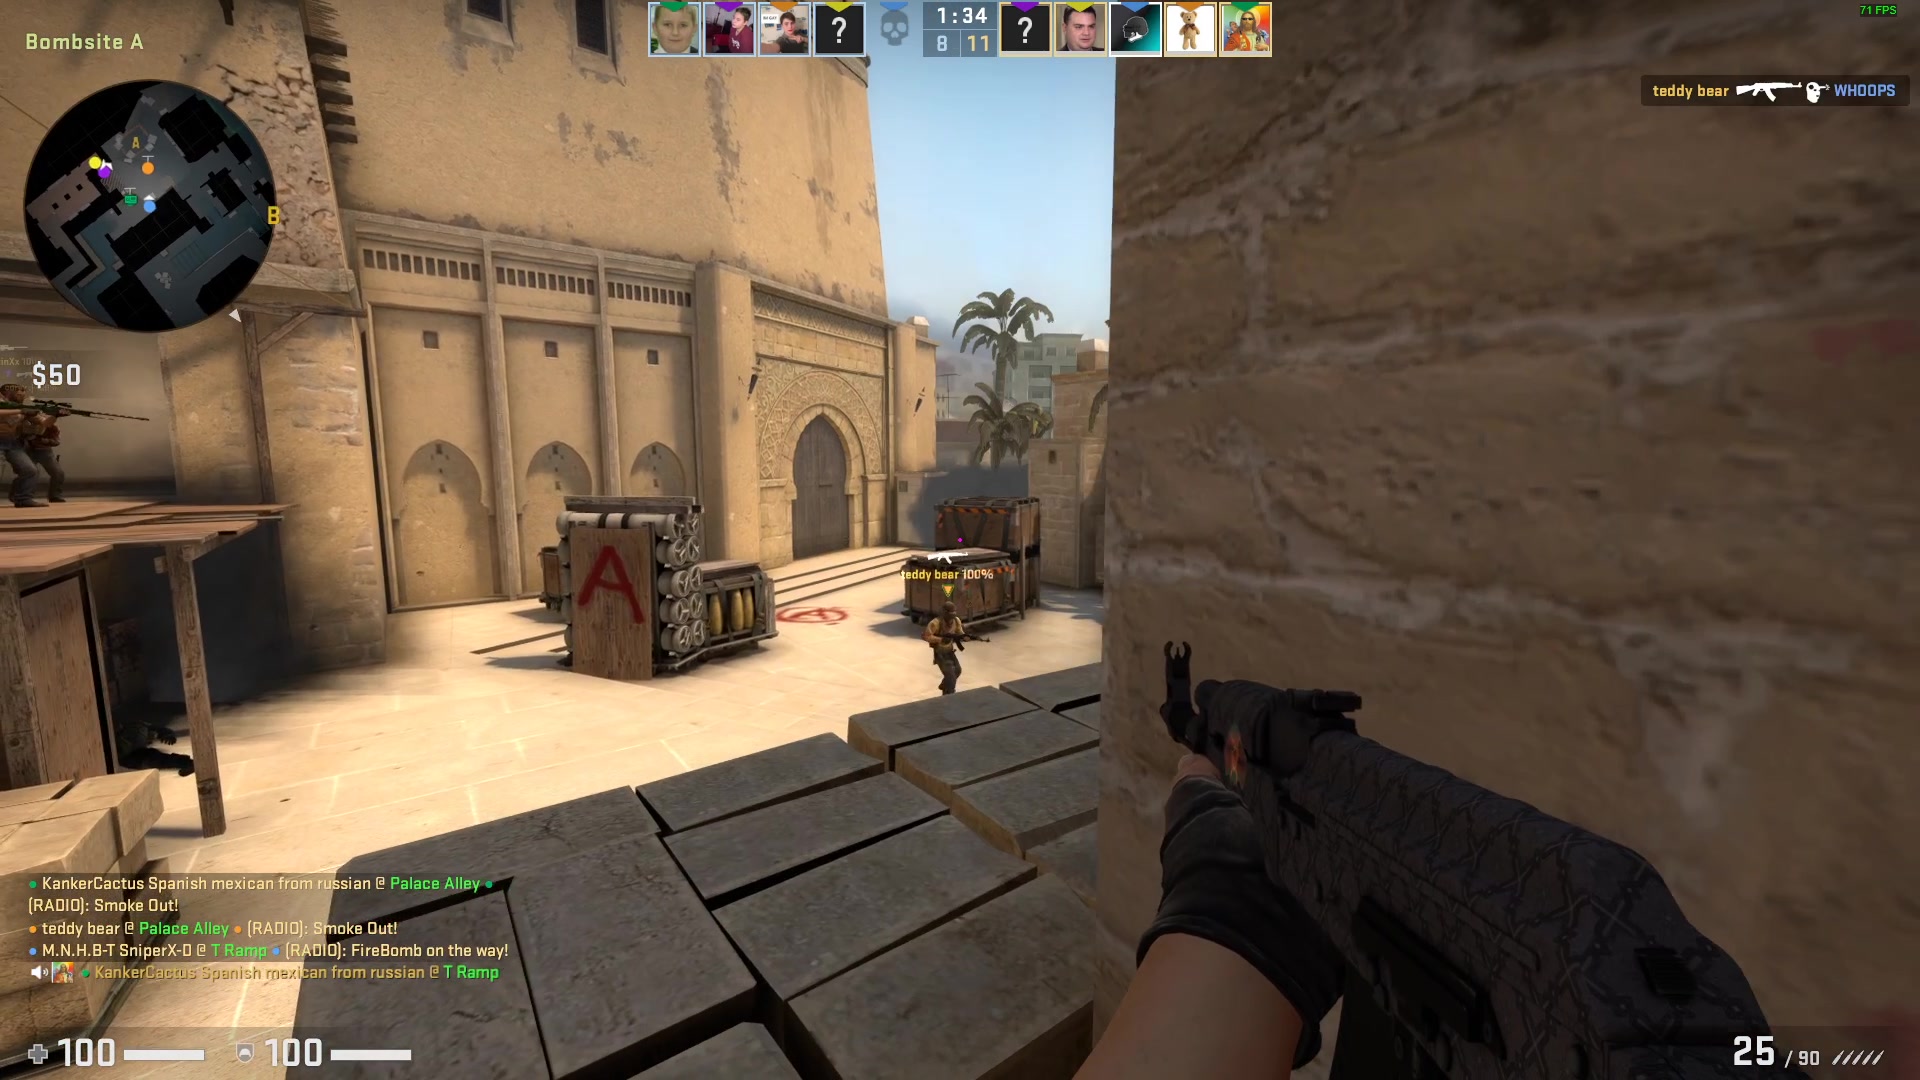 71 FPS
Bombsite A
1:34
8 11
? ?
teddy bear WHOOPS
A
B
$50
A
teddy bear 100%
KankerCactus Spanish mexican from russian @ Palace Alley
(RADIO): Smoke Out!
teddy bear @ Palace Alley (RADIO): Smoke Out!
M.N.H.B-T SniperX-D @ T Ramp (RADIO): FireBomb on the way!
KankerCactus Spanish mexican from russian @ T Ramp
100 100
25 / 90